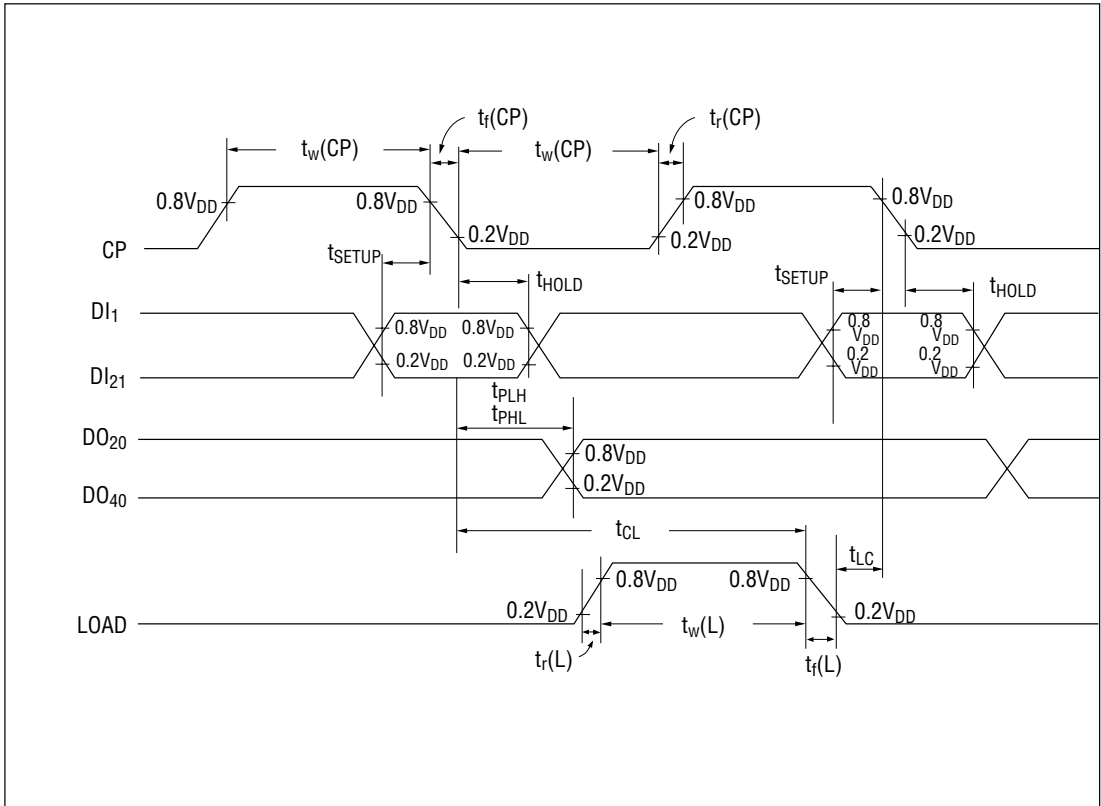 tf(CP)
tr(CP)
tw(CP)
tw(CP)
0.8VDD
0.8VDD
0.8VDD
0.8VDD
CP
0.2VDD
0.2VDD
0.2VDD
tSETUP
tHOLD
tSETUP
tHOLD
DI1
0.8VDD
0.8VDD
0.8
VDD
0.8
VDD
0.2VDD
0.2VDD
0.2
VDD
0.2
VDD
DI21
tPLH
tPHL
DO20
0.8VDD
0.2VDD
DO40
tCL
tLC
0.8VDD
0.8VDD
0.2VDD
0.2VDD
LOAD
tw(L)
tr(L)
tf(L)